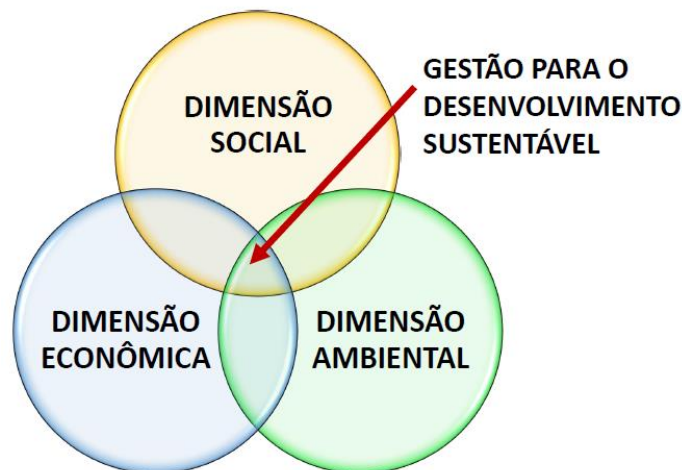 DIMENSÃO
SOCIAL
GESTÃO PARA O
DESENVOLVIMENTO
SUSTENTÁVEL
DIMENSÃO
ECONÔMICA
DIMENSÃO
AMBIENTAL